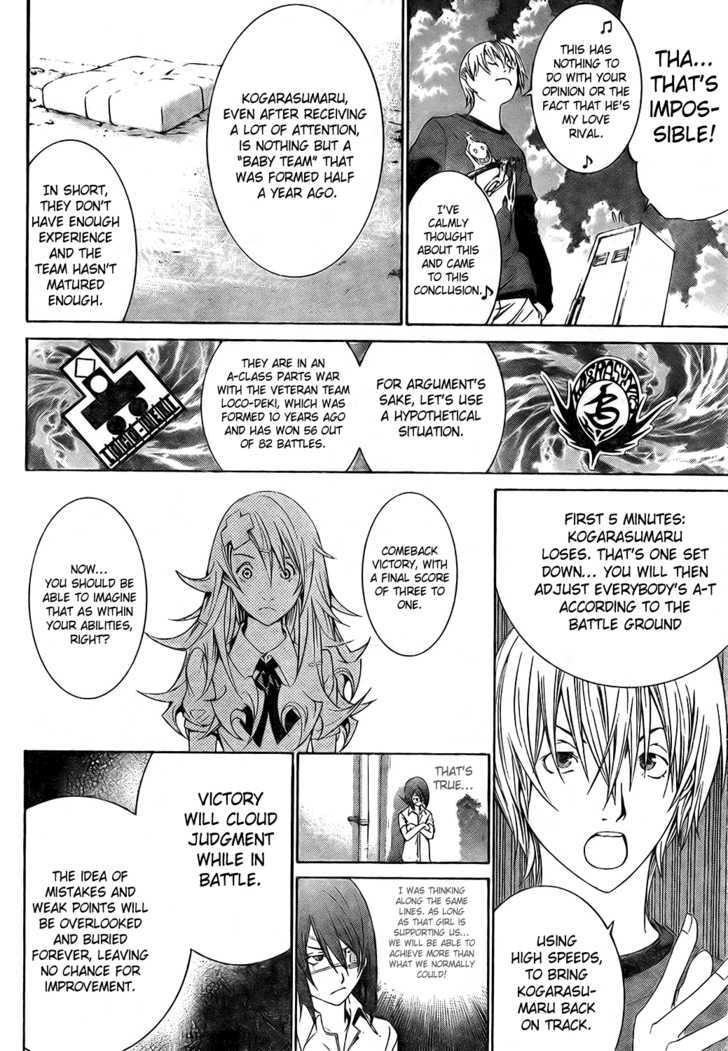 THA...
THAT'S
IMPOS-
SIBLE!
♫
THIS HAS
NOTHING TO
DO WITH YOUR
OPINION OR THE
FACT THAT HE'S
MY LOVE
RIVAL.
♪
I'VE
CALMLY
THOUGHT
ABOUT THIS
AND CAME
TO THIS
CONCLUSION.♪
KOGARASUMARU,
EVEN AFTER RECEIVING
A LOT OF ATTENTION,
IS NOTHING BUT A
"BABY TEAM" THAT
WAS FORMED HALF
A YEAR AGO.
IN SHORT,
THEY DON'T
HAVE ENOUGH
EXPERIENCE
AND THE
TEAM HASN'T
MATURED
ENOUGH.
FOR ARGUMENT'S
SAKE, LET'S USE
A HYPOTHETICAL
SITUATION.
THEY ARE IN AN
A-CLASS PARTS WAR
WITH THE VETERAN TEAM
LOCO-DEKI, WHICH WAS
FORMED 10 YEARS AGO
AND HAS WON 56 OUT
OF 82 BATTLES.
FIRST 5 MINUTES:
KOGARASUMARU
LOSES. THAT'S ONE SET
DOWN... YOU WILL THEN
ADJUST EVERYBODY'S A-T
ACCORDING TO THE
BATTLE GROUND
USING
HIGH SPEEDS,
TO BRING
KOGARASU-
MARU BACK
ON TRACK.
COMEBACK
VICTORY, WITH
A FINAL SCORE
OF THREE TO
ONE.
NOW...
YOU SHOULD BE
ABLE TO IMAGINE
THAT AS WITHIN
YOUR ABILITIES,
RIGHT?
THAT'S
TRUE...
I WAS THINKING
ALONG THE SAME
LINES. AS LONG
AS THAT GIRL IS
SUPPORTING US...
WE WILL BE ABLE TO
ACHIEVE MORE THAN
WHAT WE NORMALLY
COULD!
VICTORY
WILL CLOUD
JUDGMENT
WHILE IN
BATTLE.
THE IDEA OF
MISTAKES AND
WEAK POINTS WILL
BE OVERLOOKED
AND BURIED
FOREVER, LEAVING
NO CHANCE FOR
IMPROVEMENT.